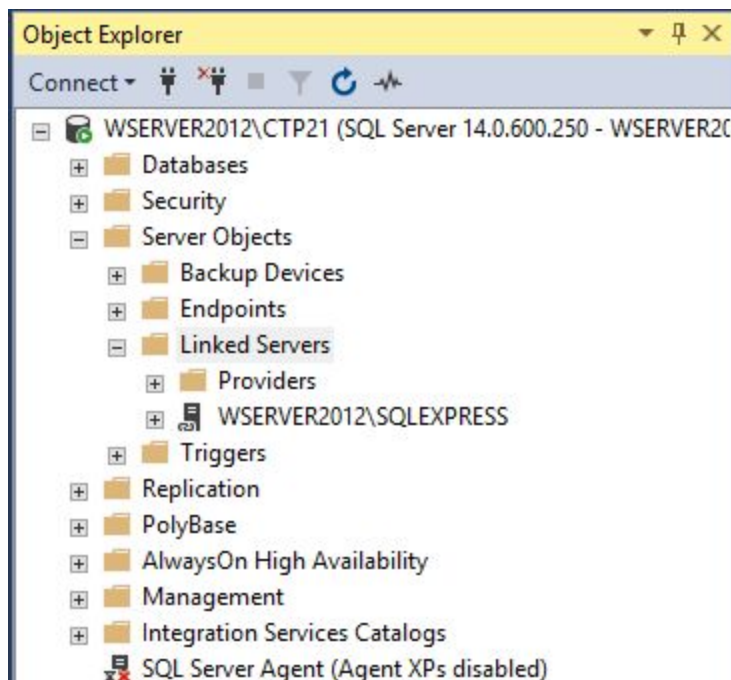 Object Explorer
Connect
WSERVER2012\CTP21 (SQL Server 14.0.600.250 - WSERVER20
Databases
Security
Server Objects
Backup Devices
Endpoints
Linked Servers
Providers
WSERVER2012\SQLEXPRESS
Triggers
Replication
PolyBase
AlwaysOn High Availability
Management
Integration Services Catalogs
SQL Server Agent (Agent XPs disabled)